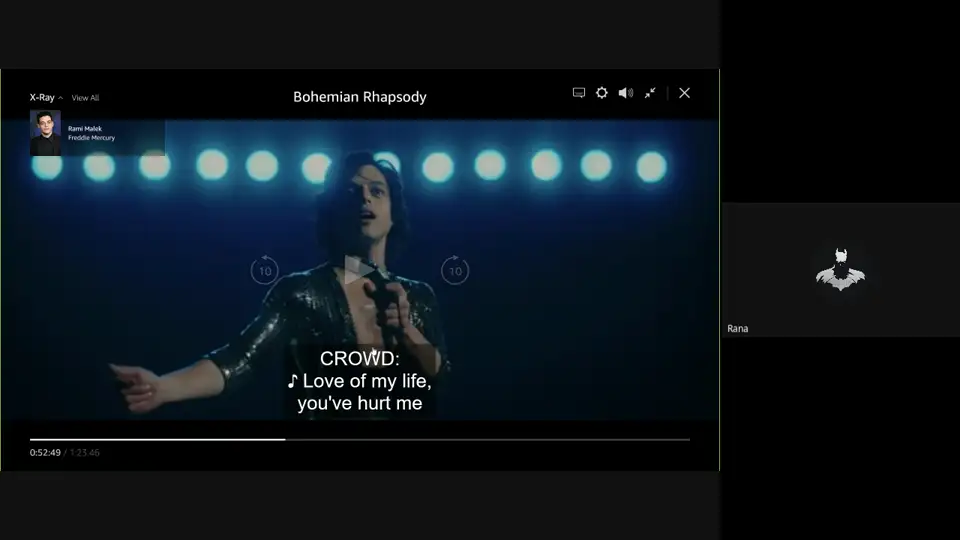 X-Ray View All
Bohemian Rhapsody
Rami Malek
Freddie Mercury
10
10
CROWD:
♪ Love of my life,
you've hurt me
0:52:49 / 1:23:46
Rana